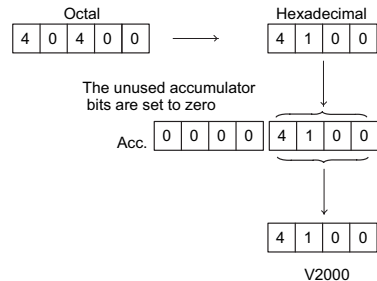 Octal
Hexadecimal
4 0 4 0 0
4 1 0 0
The unused accumulator
bits are set to zero
Acc.
0 0 0 0
4 1 0 0
4 1 0 0
V2000